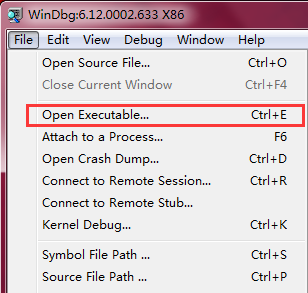 WinDbg:6.12.0002.633 X86
File Edit View Debug Window Help
Open Source File... Ctrl+O
Close Current Window Ctrl+F4
Open Executable... Ctrl+E
Attach to a Process... F6
Open Crash Dump... Ctrl+D
Connect to Remote Session... Ctrl+R
Connect to Remote Stub...
Kernel Debug... Ctrl+K
Symbol File Path ... Ctrl+S
Source File Path ... Ctrl+P